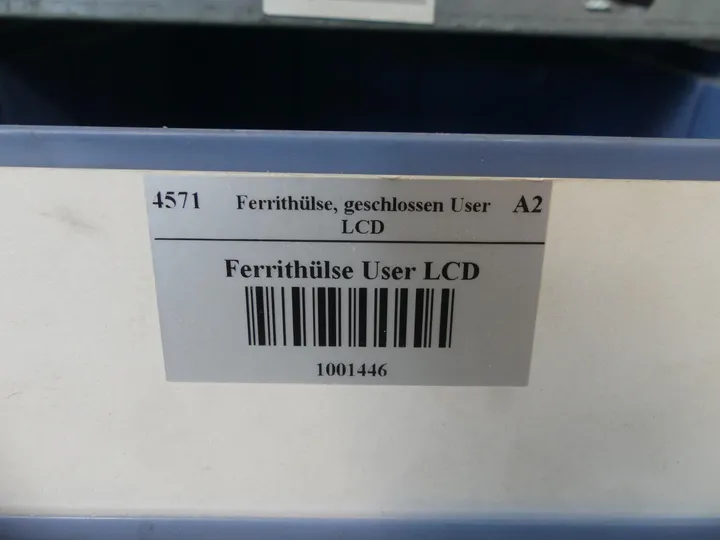 4571 Ferrithülse, geschlossen User A2
LCD
Ferrithülse User LCD
1001446